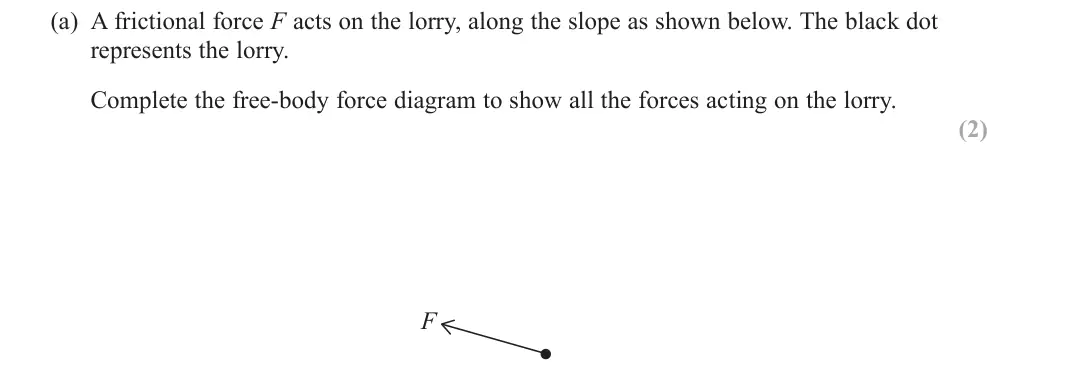 (a) A frictional force F acts on the lorry, along the slope as shown below. The black dot
represents the lorry.
Complete the free-body force diagram to show all the forces acting on the lorry.
(2)
F